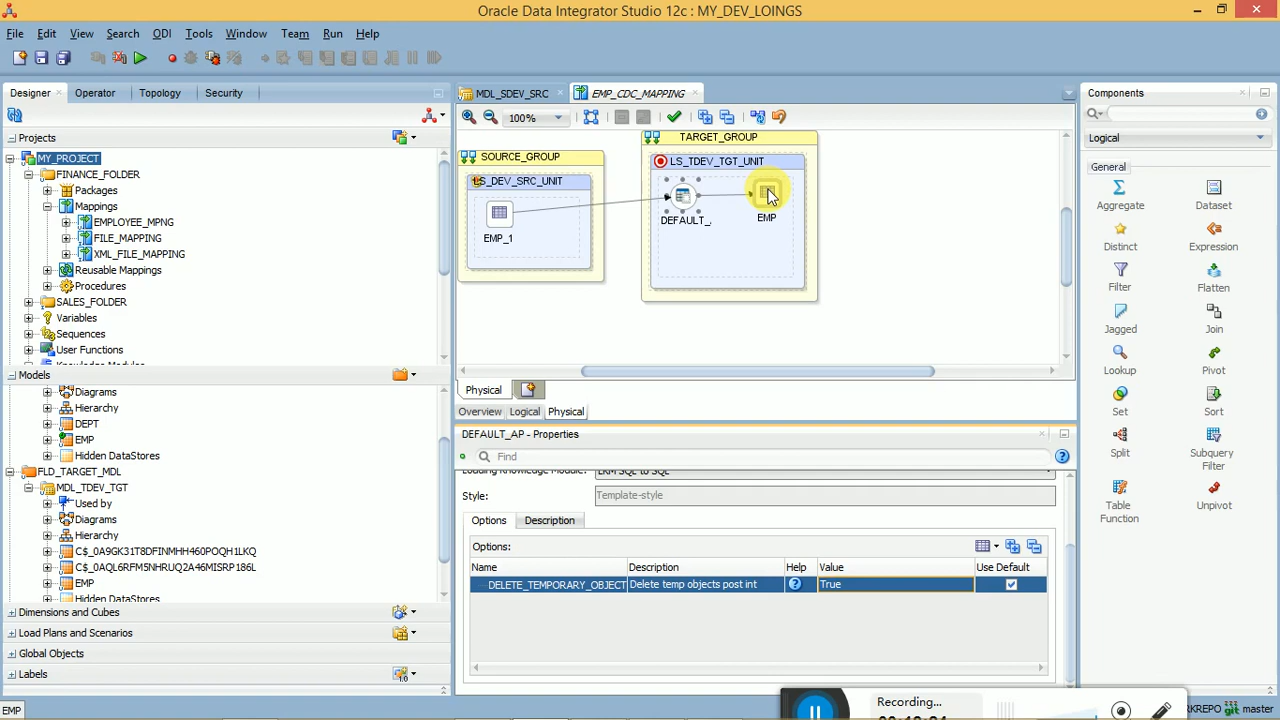 Oracle Data Integrator Studio 12c : MY_DEV_LOINGS
File Edit View Search ODI Tools Window Team Run Help
Designer Operator Topology Security
Projects
MY_PROJECT
FINANCE_FOLDER
Packages
Mappings
EMPLOYEE_MPNG
FILE_MAPPING
XML_FILE_MAPPING
Reusable Mappings
Procedures
SALES_FOLDER
Variables
Sequences
User Functions
Models
Diagrams
Hierarchy
DEPT
EMP
Hidden DataStores
FLD_TARGET_MDL
MDL_TDEV_TGT
Used by
Diagrams
Hierarchy
C$_0A9GK31T8DFINMHH460POQH1LKQ
C$_0AQL6RFM5NHRUQ2A46MISRP186L
EMP
Hidden DataStores
Dimensions and Cubes
Load Plans and Scenarios
Global Objects
Labels
EMP
MDL_SDEV_SRC EMP_CDC_MAPPING
100%
SOURCE_GROUP
S_DEV_SRC_UNIT
EMP_1
TARGET_GROUP
LS_TDEV_TGT_UNIT
DEFAULT_.
EMP
Physical
Overview Logical Physical
DEFAULT_AP - Properties
Find
Style: Template-style
Options Description
Options:
Name Description Help Value Use Default
DELETE_TEMPORARY_OBJECT Delete temp objects post int True
Components
Logical
General
Aggregate Dataset
Distinct Expression
Filter Flatten
Jagged Join
Lookup Pivot
Set Sort
Split Subquery Filter
Table Function Unpivot
Recording...
RKREPO git master